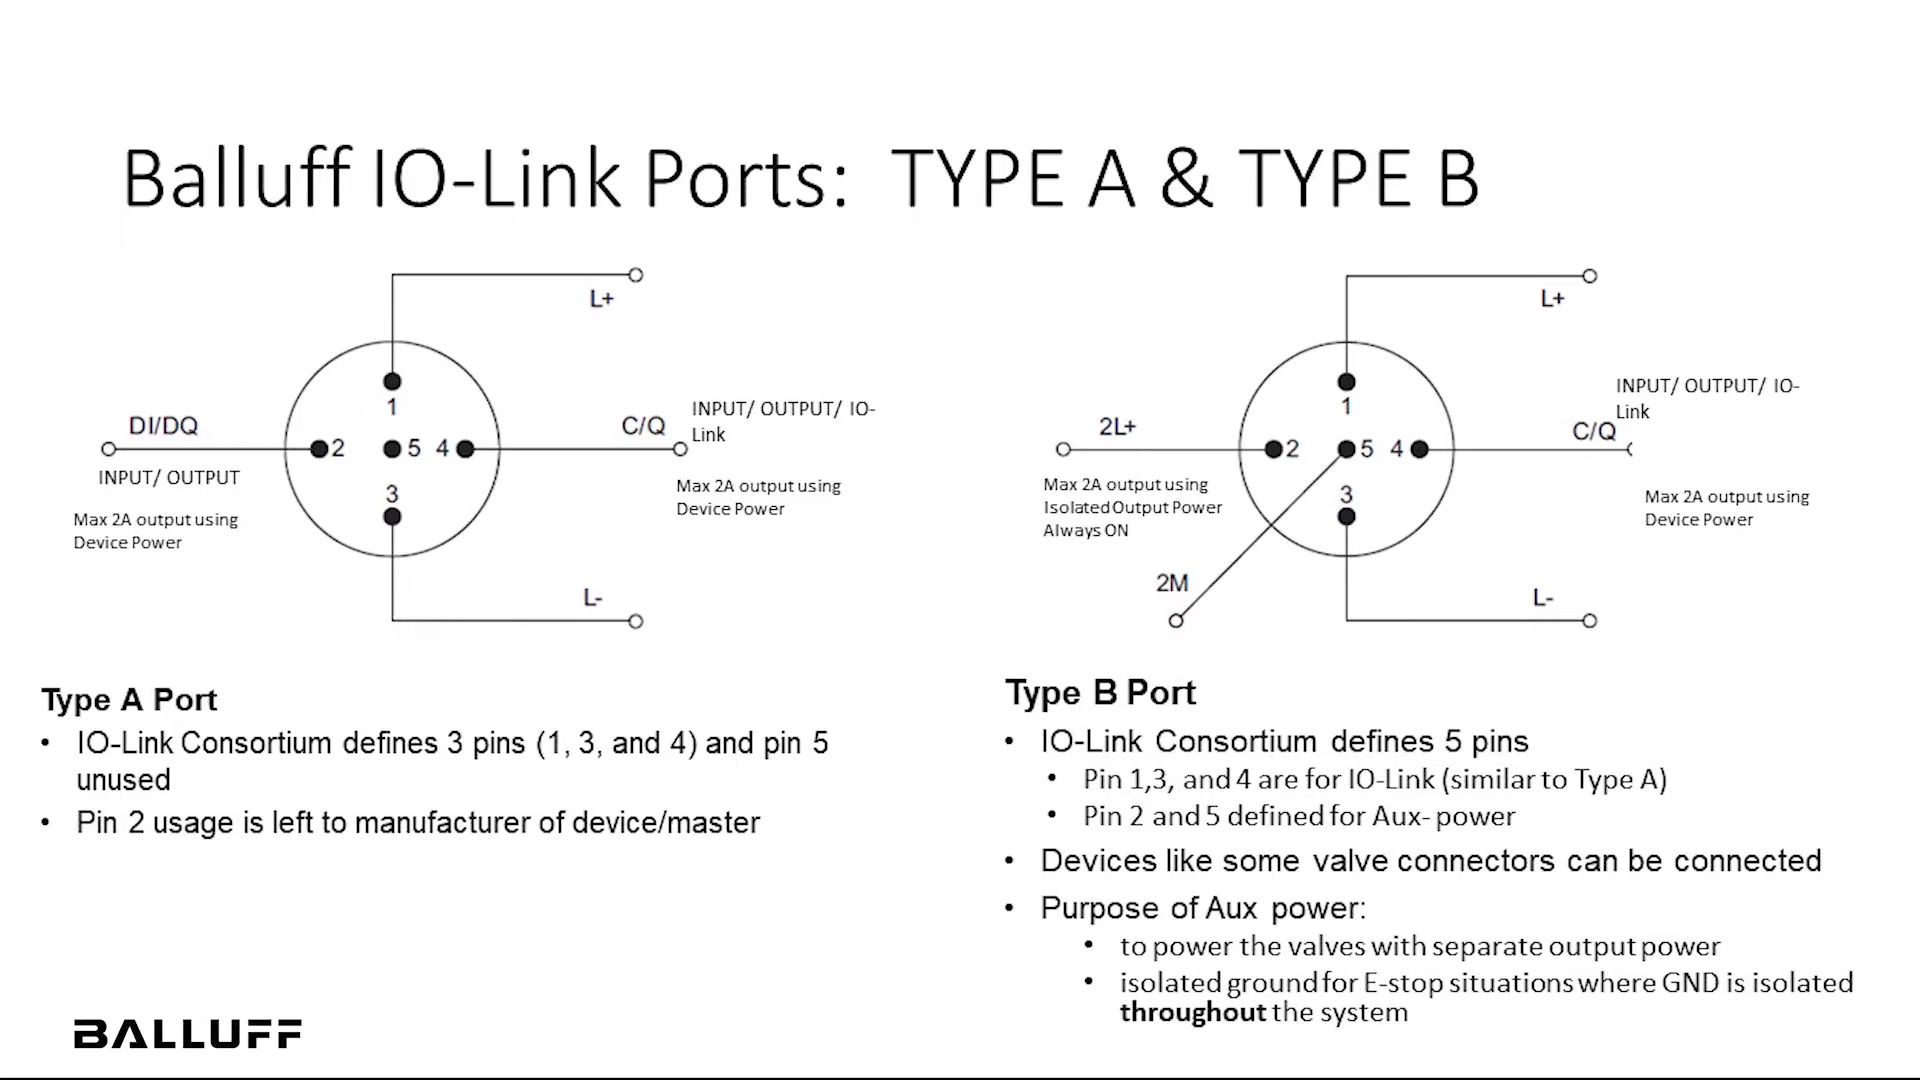 Balluff IO-Link Ports: TYPE A & TYPE B
L+
1
DI/DQ
2
5
4
C/Q
INPUT/ OUTPUT/ IO-
Link
INPUT/ OUTPUT
3
Max 2A output using
Device Power
Max 2A output using
Device Power
L-
L+
1
2L+
2
5
4
C/Q
INPUT/ OUTPUT/ IO-
Link
3
Max 2A output using
Isolated Output Power
Always ON
Max 2A output using
Device Power
2M
L-
Type A Port
• IO-Link Consortium defines 3 pins (1, 3, and 4) and pin 5
unused
• Pin 2 usage is left to manufacturer of device/master
Type B Port
• IO-Link Consortium defines 5 pins
• Pin 1,3, and 4 are for IO-Link (similar to Type A)
• Pin 2 and 5 defined for Aux- power
• Devices like some valve connectors can be connected
• Purpose of Aux power:
• to power the valves with separate output power
• isolated ground for E-stop situations where GND is isolated
throughout the system
BALLUFF